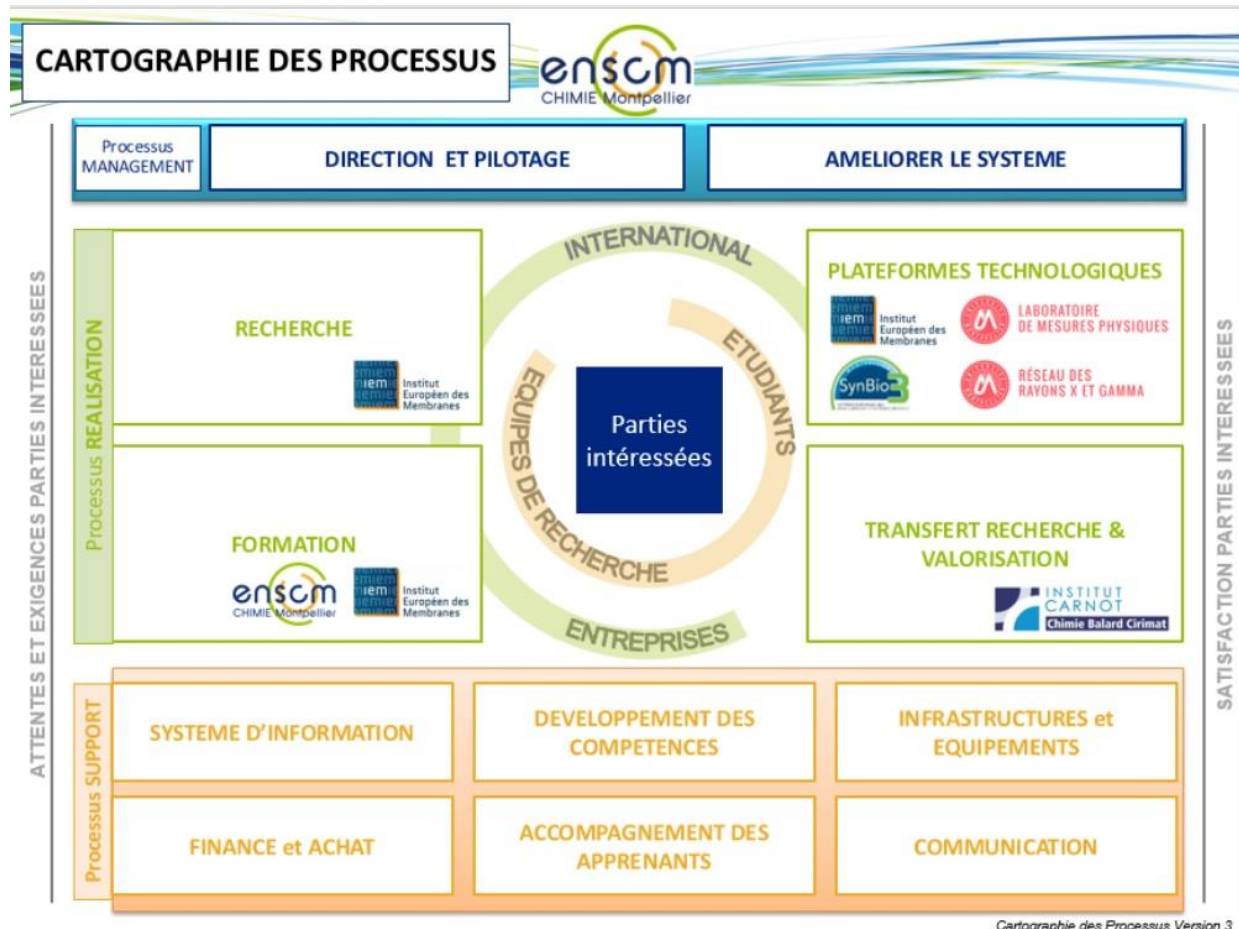 CARTOGRAPHIE DES PROCESSUS
enscm
CHIMIE Montpellier
Processus
MANAGEMENT
DIRECTION ET PILOTAGE
AMELIORER LE SYSTEME
ATTENTES ET EXIGENCES PARTIES INTERESSEES
Processus REALISATION
RECHERCHE
iem
Institut
Européen des
Membranes
FORMATION
enscm
CHIMIE Montpellier
iem
Institut
Européen des
Membranes
INTERNATIONAL
ETUDIANTS
EQUIPES DE RECHERCHE
ENTREPRISES
Parties
intéressées
PLATEFORMES TECHNOLOGIQUES
iem
Institut
Européen des
Membranes
LABORATOIRE
DE MESURES PHYSIQUES
SynBio3
RÉSEAU DES
RAYONS X ET GAMMA
TRANSFERT RECHERCHE &
VALORISATION
INSTITUT
CARNOT
Chimie Balard Cirimat
SATISFACTION PARTIES INTERESSEES
Processus SUPPORT
SYSTEME D'INFORMATION
DEVELOPPEMENT DES
COMPETENCES
INFRASTRUCTURES et
EQUIPEMENTS
FINANCE et ACHAT
ACCOMPAGNEMENT DES
APPRENANTS
COMMUNICATION
Cartographie des Processus Version 3